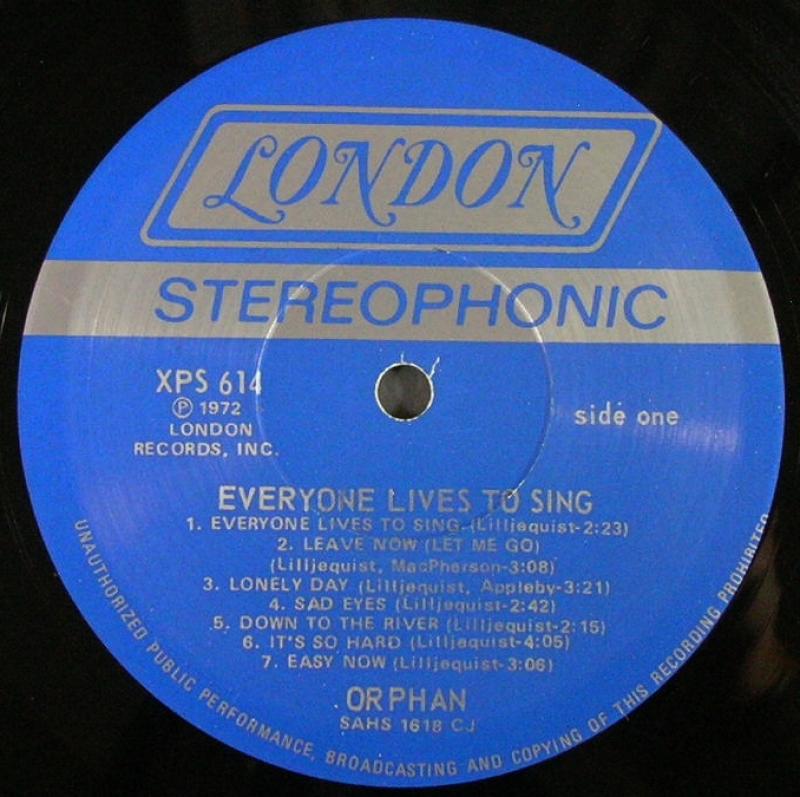 LONDON
STEREOPHONIC
XPS 614
℗ 1972
LONDON
RECORDS, INC.
side one
EVERYONE LIVES TO SING
1. EVERYONE LIVES TO SING (Lilljequist-2:23)
2. LEAVE NOW (LET ME GO)
(Lilljequist, MacPherson-3:08)
3. LONELY DAY (Lilljequist, Appleby-3:21)
4. SAD EYES (Lilljequist-2:42)
5. DOWN TO THE RIVER (Lilljequist-2:15)
6. IT'S SO HARD (Lilljequist-4:05)
7. EASY NOW (Lilljequist-3:06)
ORPHAN
SAHS 1618 CJ
UNAUTHORIZED PUBLIC PERFORMANCE, BROADCASTING AND COPYING OF THIS RECORDING PROHIBITED